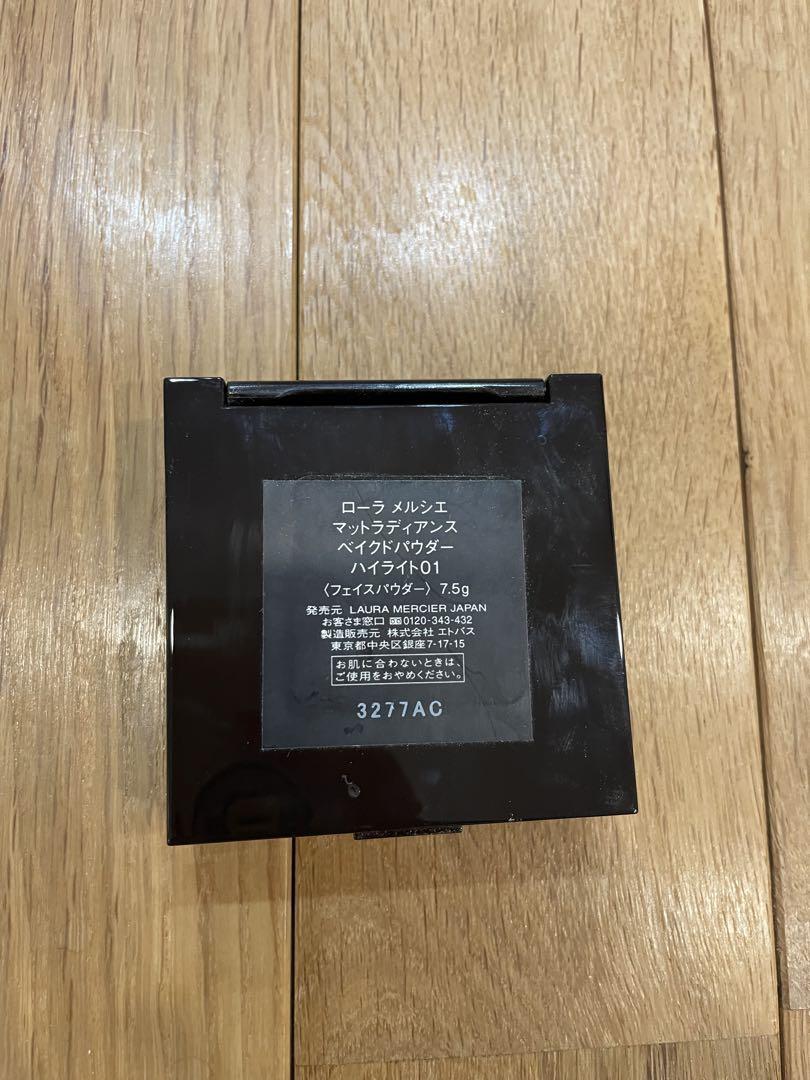 ローラ メルシエ
マットラディアンス
ベイクドパウダー
ハイライト01
〈フェイスパウダー〉 7.5g
発売元 LAURA MERCIER JAPAN
お客さま窓口 0120-343-432
製造販売元 株式会社 エトバス
東京都中央区銀座7-17-15
お肌に合わないときは、
ご使用をおやめください。
3277AC